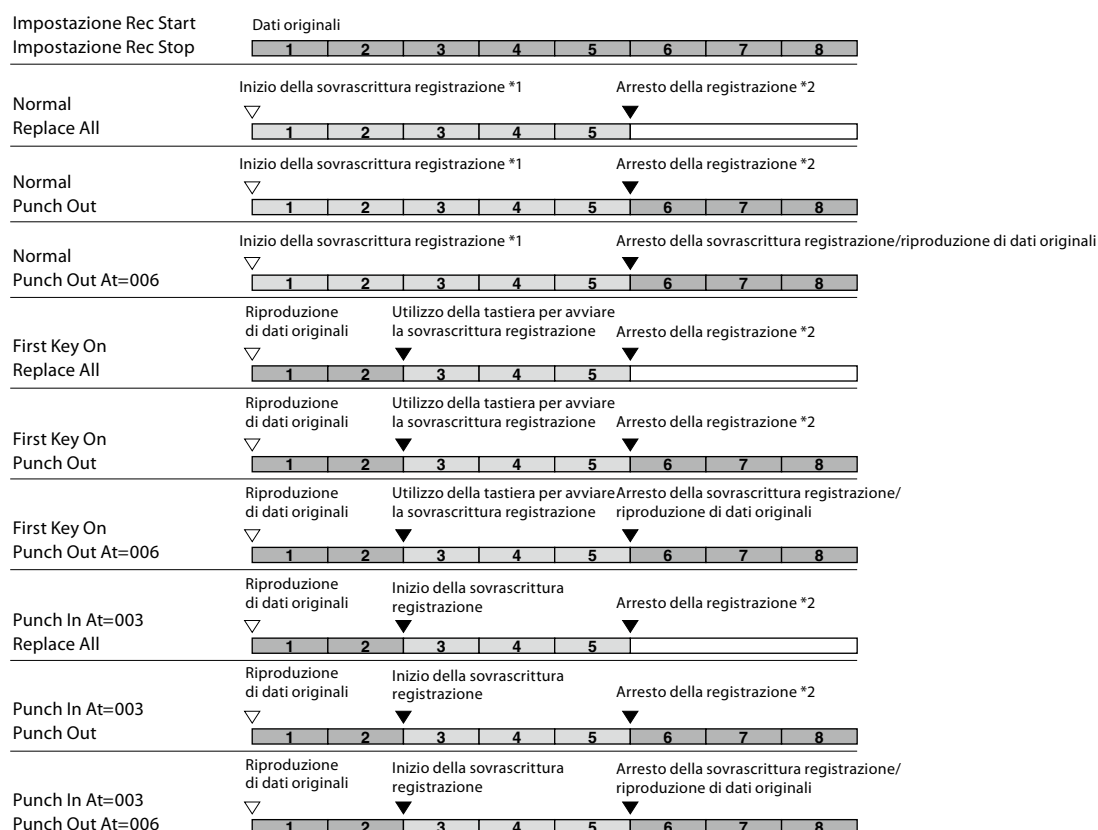 Impostazione Rec Start
Impostazione Rec Stop
Dati originali
1 2 3 4 5 6 7 8
Normal
Replace All
Inizio della sovrascrittura registrazione *1
Arresto della registrazione *2
1 2 3 4 5
Normal
Punch Out
Inizio della sovrascrittura registrazione *1
Arresto della registrazione *2
1 2 3 4 5 6 7 8
Normal
Punch Out At=006
Inizio della sovrascrittura registrazione *1
Arresto della sovrascrittura registrazione/riproduzione di dati originali
1 2 3 4 5 6 7 8
First Key On
Replace All
Riproduzione
di dati originali
Utilizzo della tastiera per avviare
la sovrascrittura registrazione
Arresto della registrazione *2
1 2 3 4 5
First Key On
Punch Out
Riproduzione
di dati originali
Utilizzo della tastiera per avviare
la sovrascrittura registrazione
Arresto della registrazione *2
1 2 3 4 5 6 7 8
First Key On
Punch Out At=006
Riproduzione
di dati originali
Utilizzo della tastiera per avviare
la sovrascrittura registrazione
Arresto della sovrascrittura registrazione/
riproduzione di dati originali
1 2 3 4 5 6 7 8
Punch In At=003
Replace All
Riproduzione
di dati originali
Inizio della sovrascrittura
registrazione
Arresto della registrazione *2
1 2 3 4 5
Punch In At=003
Punch Out
Riproduzione
di dati originali
Inizio della sovrascrittura
registrazione
Arresto della registrazione *2
1 2 3 4 5 6 7 8
Punch In At=003
Punch Out At=006
Riproduzione
di dati originali
Inizio della sovrascrittura
registrazione
Arresto della sovrascrittura registrazione/
riproduzione di dati originali
1 2 3 4 5 6 7 8